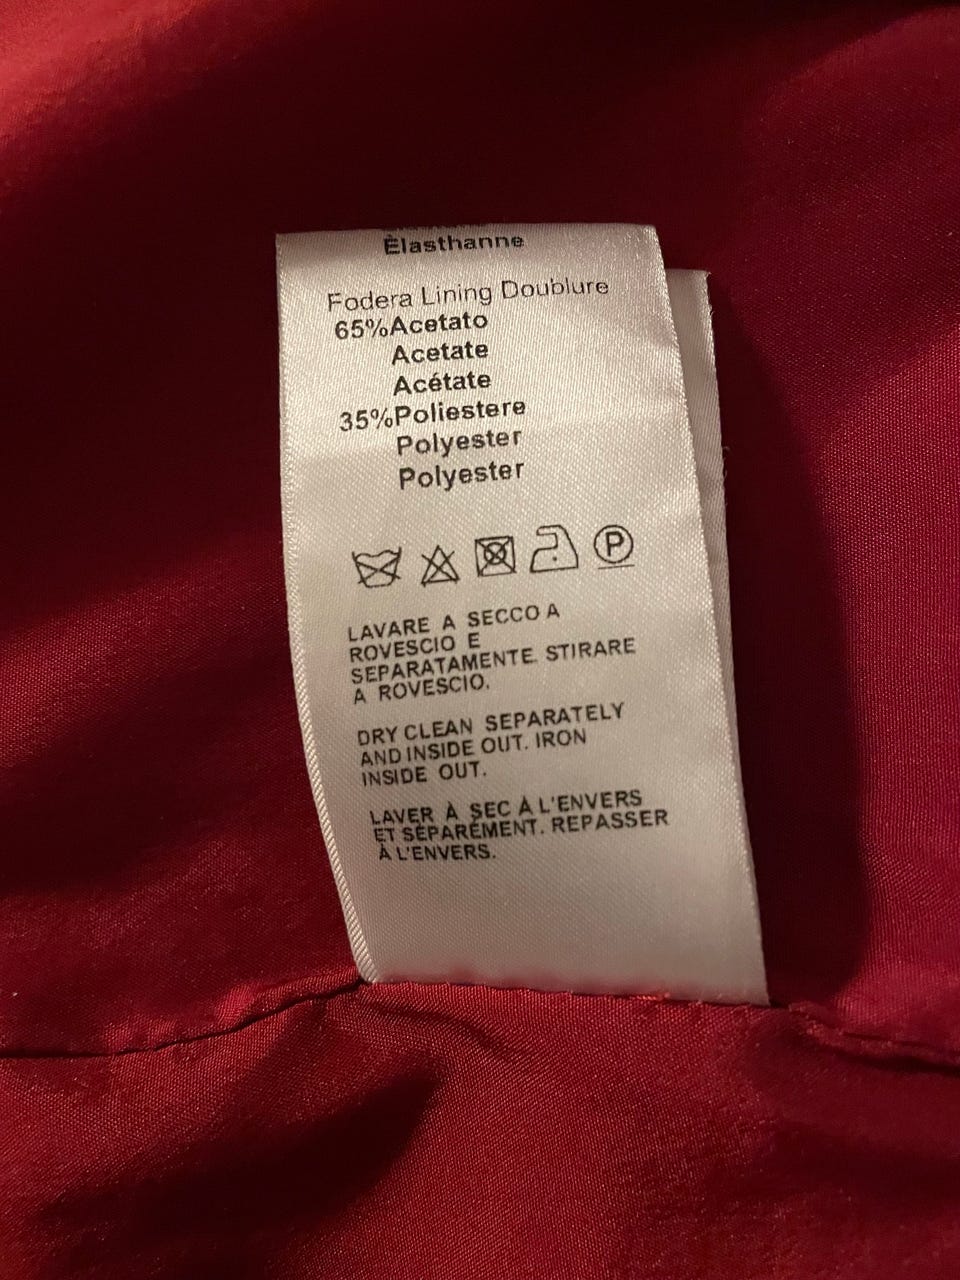 Èlasthanne
Fodera Lining Doublure
65%Acetato
Acetate
Acétate
35%Poliestere
Polyester
Polyester
P
LAVARE A SECCO A
ROVESCIO E
SEPARATAMENTE. STIRARE
A ROVESCIO.
DRY CLEAN SEPARATELY
AND INSIDE OUT. IRON
INSIDE OUT.
LAVER À SEC À L'ENVERS
ET SÉPARÉMENT. REPASSER
À L'ENVERS.